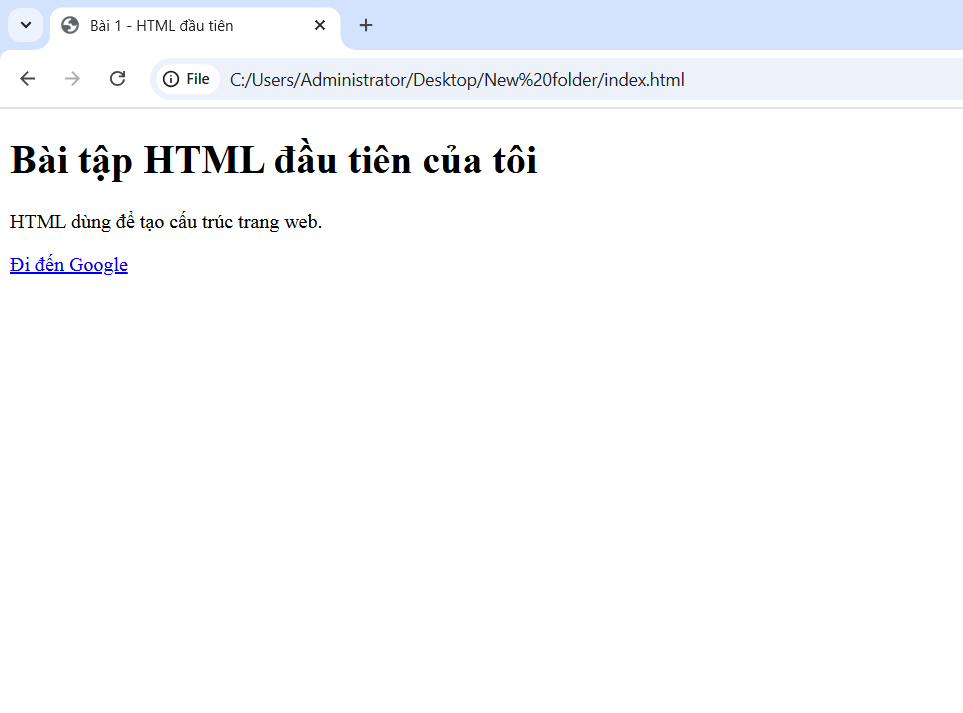 Bài 1 - HTML đầu tiên
File C:/Users/Administrator/Desktop/New%20folder/index.html
Bài tập HTML đầu tiên của tôi
HTML dùng để tạo cấu trúc trang web.
Đi đến Google